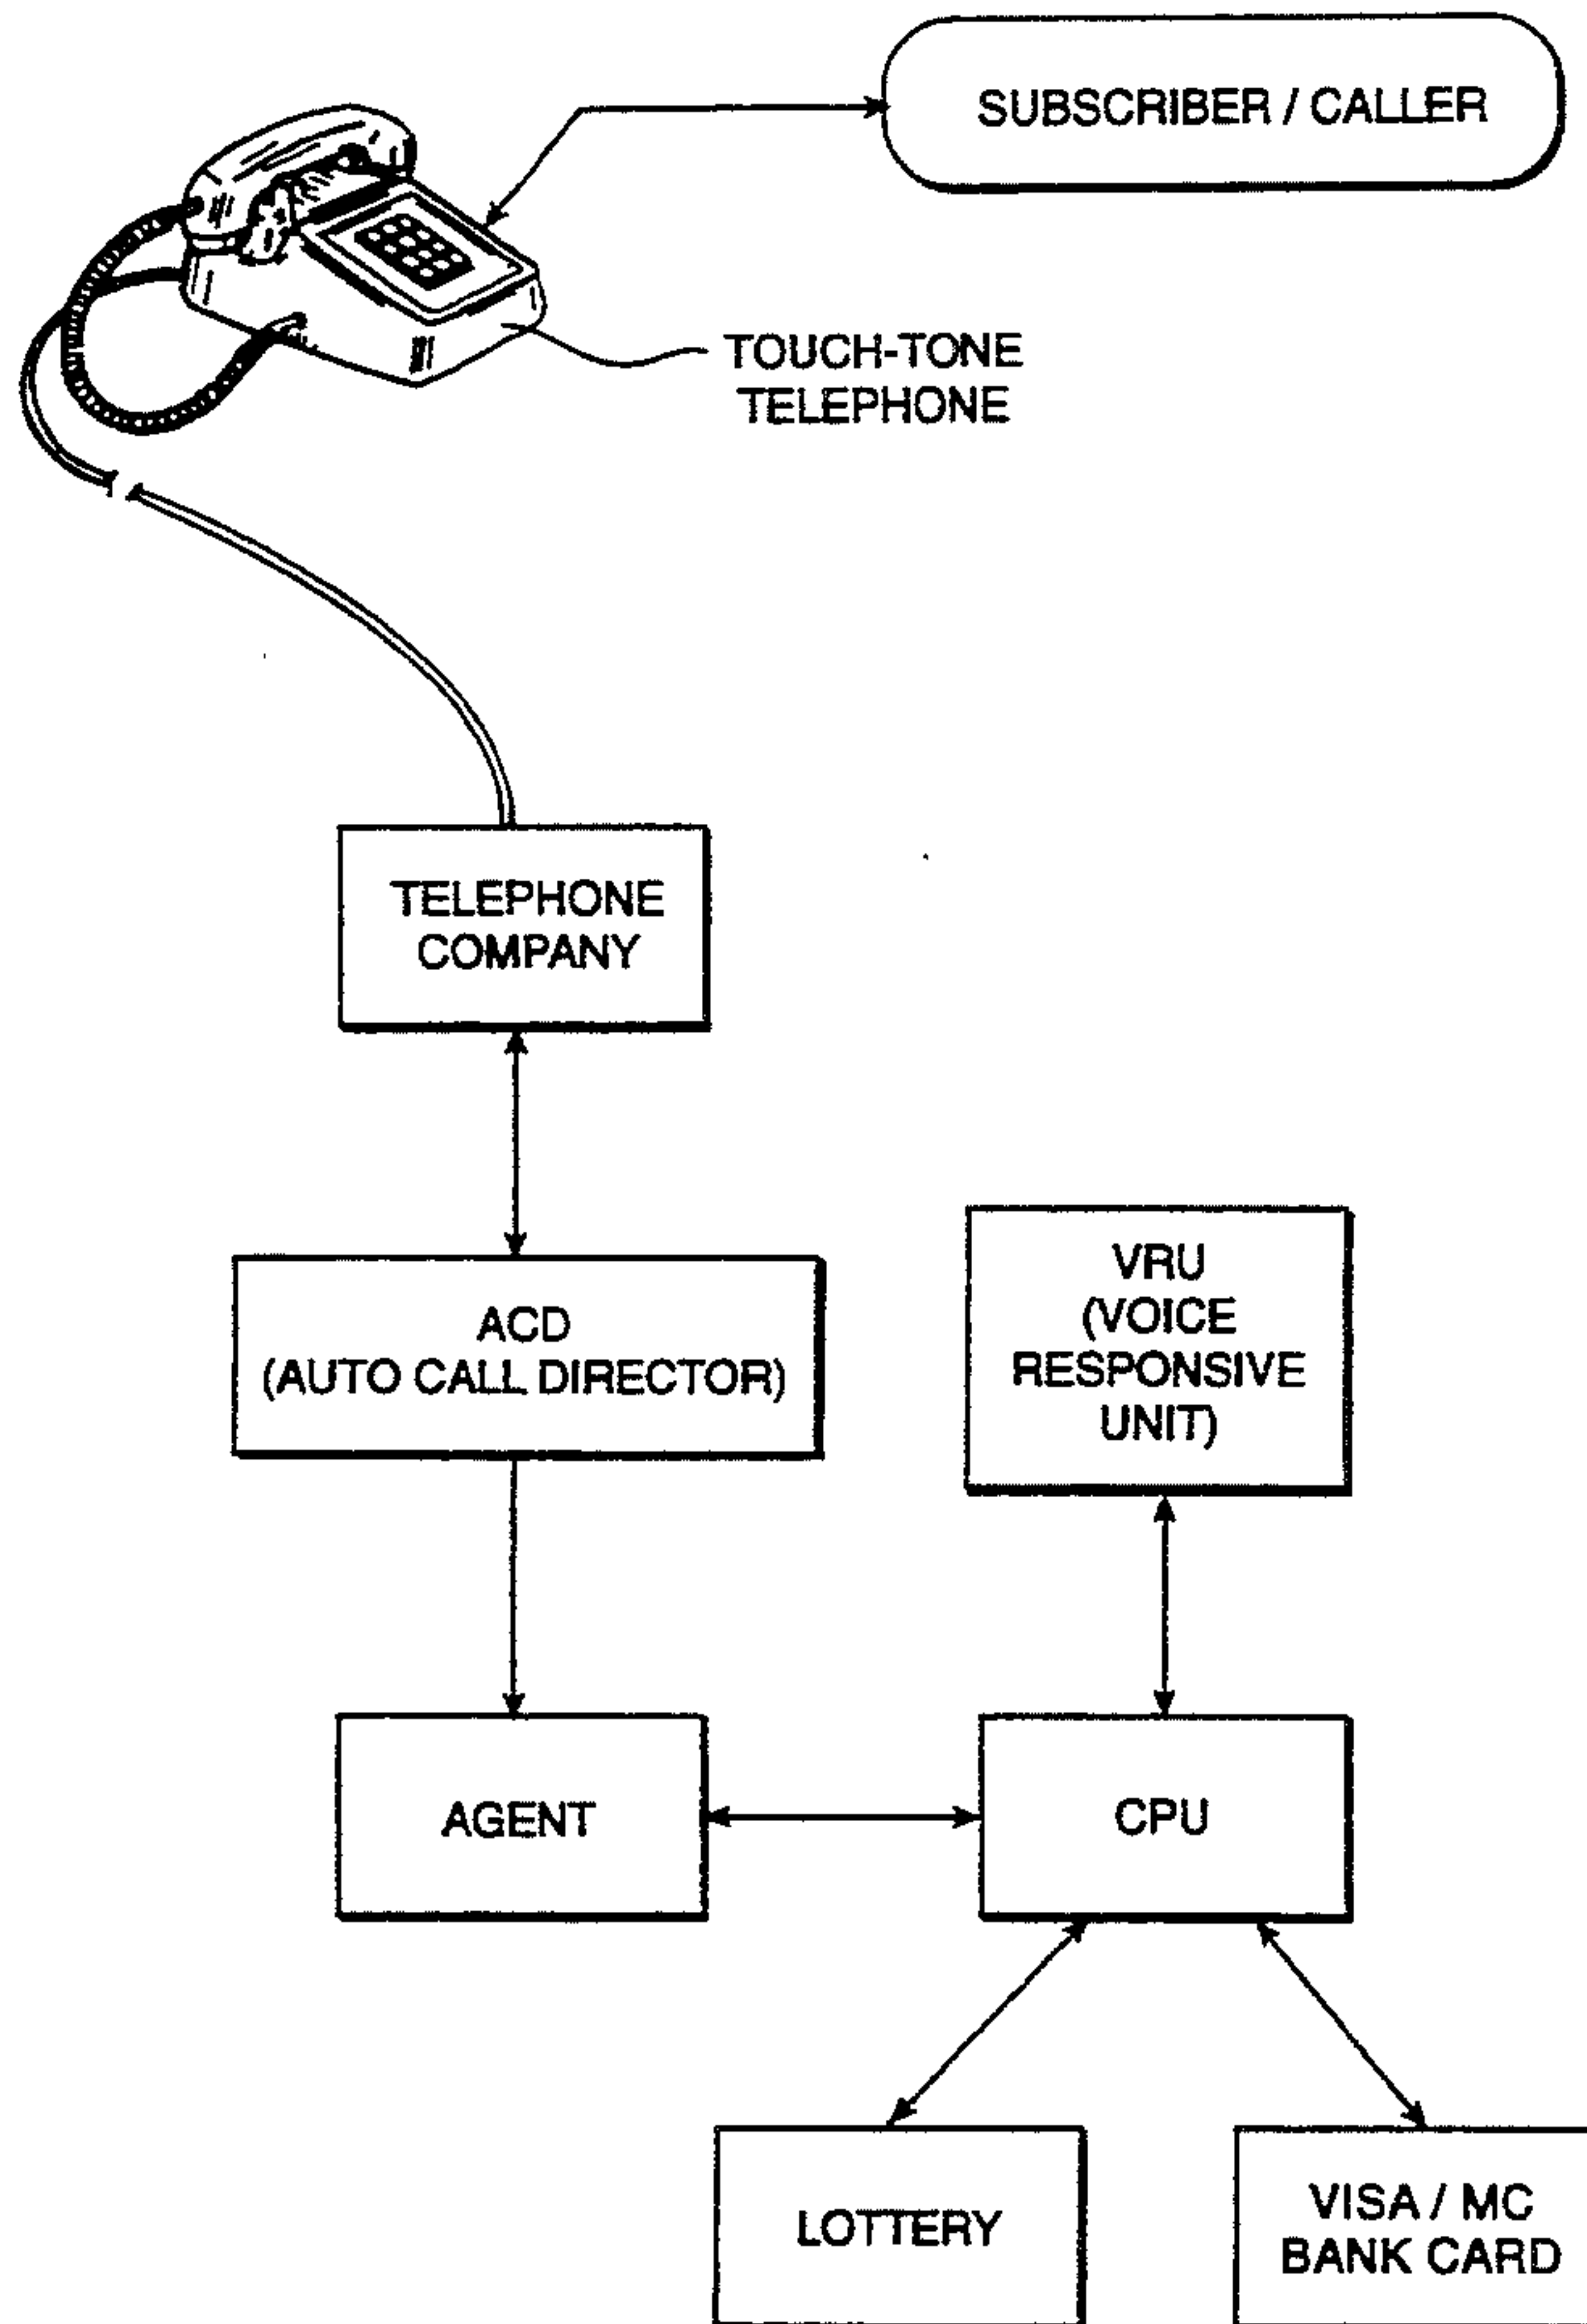 SUBSCRIBER / CALLER
TOUCH-TONE
TELEPHONE
TELEPHONE
COMPANY
ACD
(AUTO CALL DIRECTOR)
VRU
(VOICE
RESPONSIVE
UNIT)
AGENT
CPU
LOTTERY
VISA / MC
BANK CARD